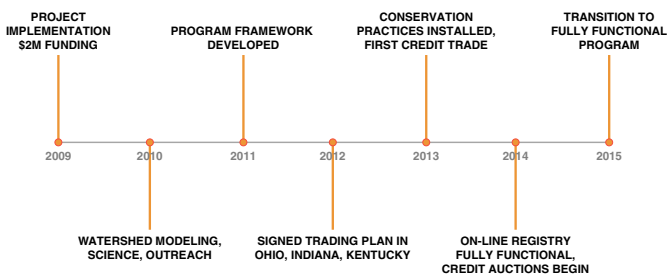 PROJECT
IMPLEMENTATION
$2M FUNDING
PROGRAM FRAMEWORK
DEVELOPED
CONSERVATION
PRACTICES INSTALLED,
FIRST CREDIT TRADE
TRANSITION TO
FULLY FUNCTIONAL
PROGRAM
2009 2010 2011 2012 2013 2014 2015
WATERSHED MODELING,
SCIENCE, OUTREACH
SIGNED TRADING PLAN IN
OHIO, INDIANA, KENTUCKY
ON-LINE REGISTRY
FULLY FUNCTIONAL,
CREDIT AUCTIONS BEGIN